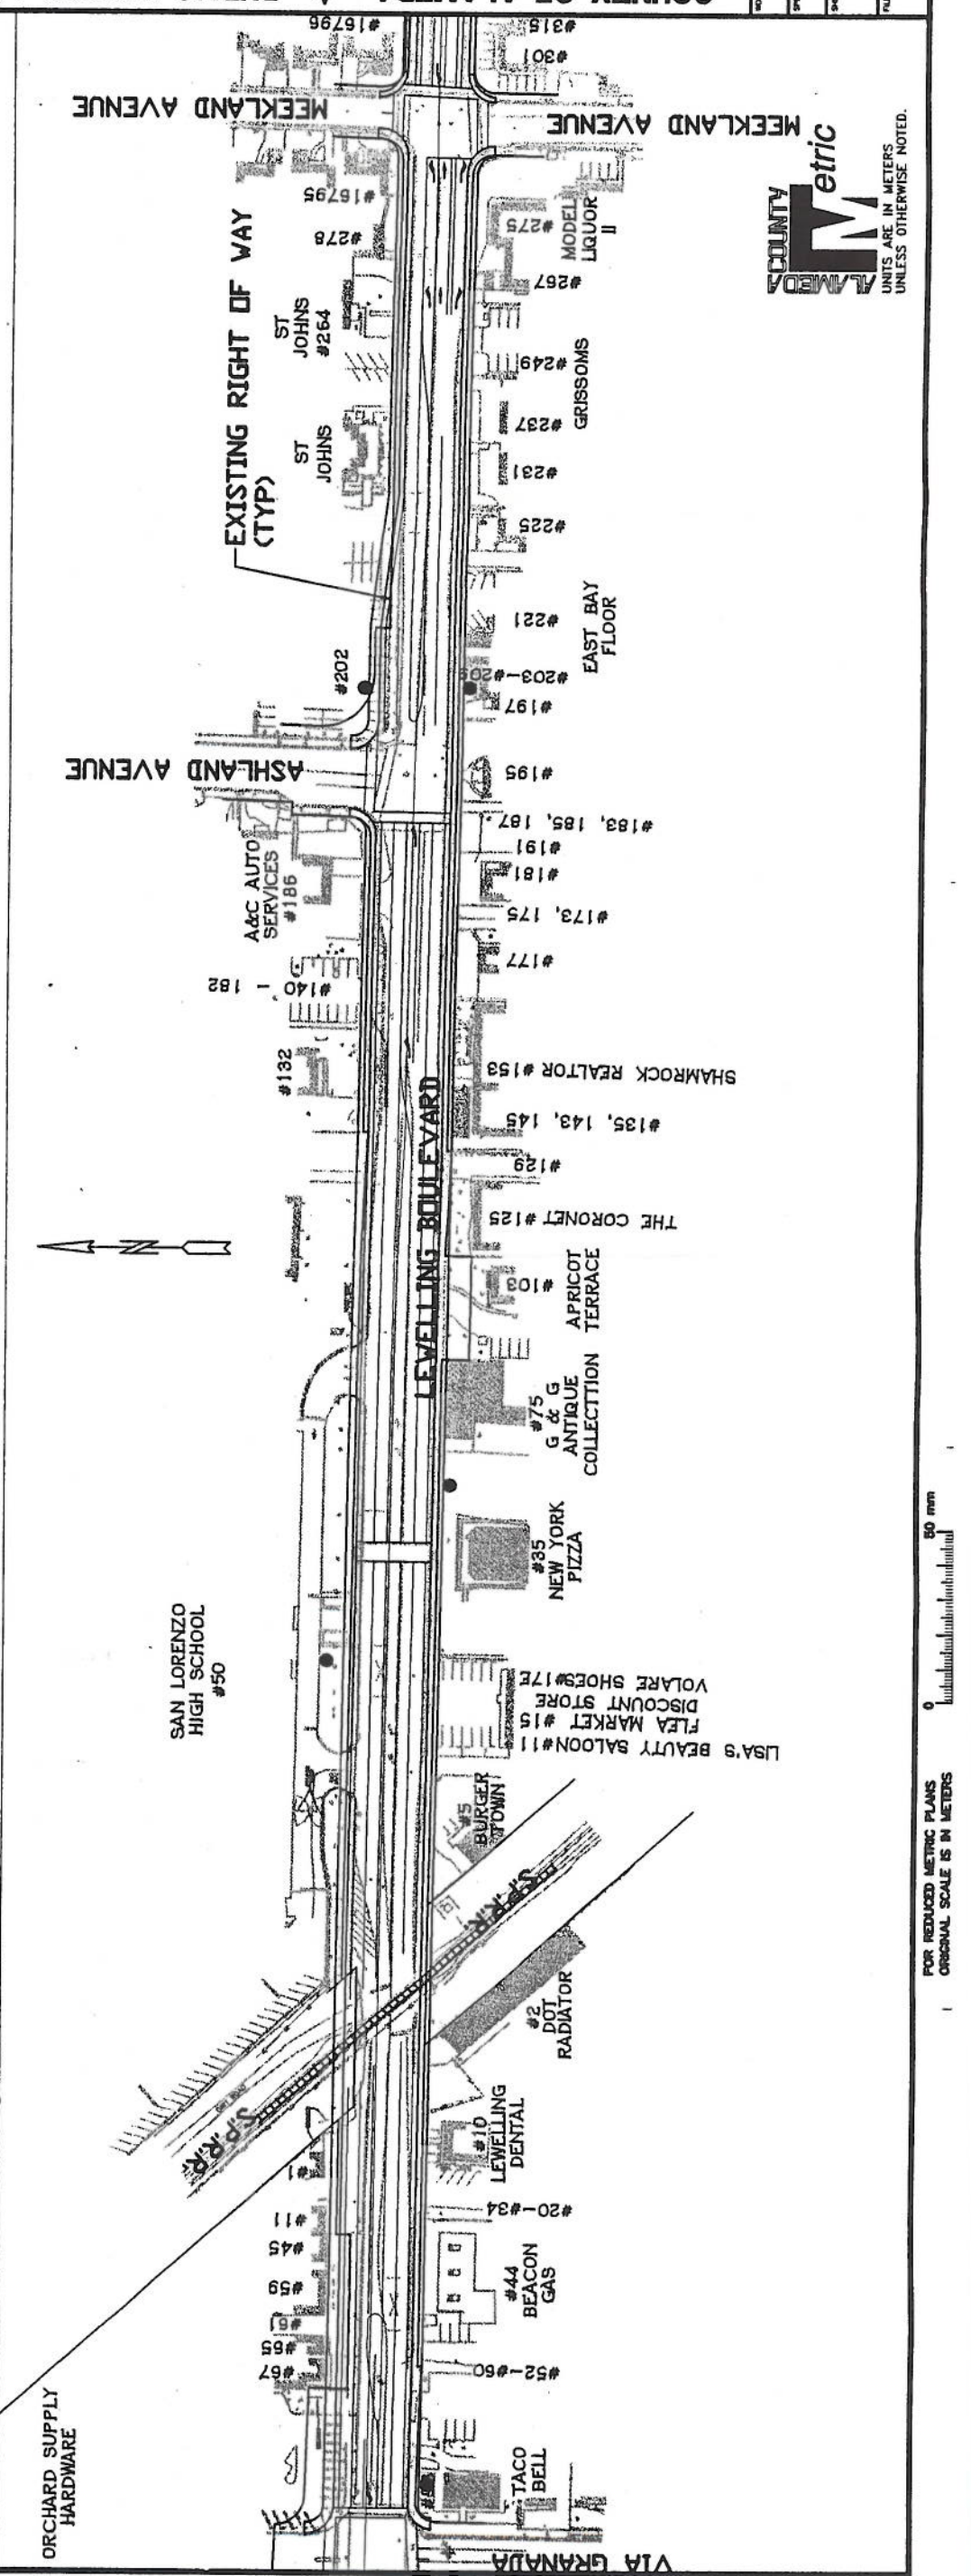 ORCHARD SUPPLY
HARDWARE
VIA GRANADA
TACO
BELL
#67
#65
#61
#59
#45
#11
#1
#52-#60
#44
BEACON
GAS
#20-#34
#10
LEWELLING
DENTAL
#2
DOT
RADIATOR
S.P.R.R.
S.P.R.R.
#5
BURGER
TOWN
SAN LORENZO
HIGH SCHOOL
#50
LISA'S BEAUTY SALOON #11
FLEA MARKET #15
DISCOUNT STORE
VOLARE SHOES #17E
#35
NEW YORK
PIZZA
#75
G & G
ANTIQUE
COLLECTTION
LEWELLING BOULEVARD
#103
APRICOT
TERRACE
THE CORONET #125
#129
#135, 143, 145
SHAMROCK REALTOR #153
#132
#140 - 182
#177
#173, 175
#181
#191
#183, 185, 187
A&C AUTO
SERVICES
#186
ASHLAND AVENUE
#195
#197
#202
#203-#209
#221
EAST BAY
FLOOR
EXISTING RIGHT OF WAY
(TYP)
#225
#231
#237
#249
GRISSOMS
ST
JOHNS
ST
JOHNS
#264
#267
#275
MODEL
LIQUOR
II
#278
#16795
MEEKLAND AVENUE
MEEKLAND AVENUE
#16796
#301
#315
ALAMEDA COUNTY
Metric
UNITS ARE IN METERS
UNLESS OTHERWISE NOTED.
FOR REDUCED METRIC PLANS
ORIGINAL SCALE IS IN METERS
0
50 mm
COUNTY OF ALAMEDA